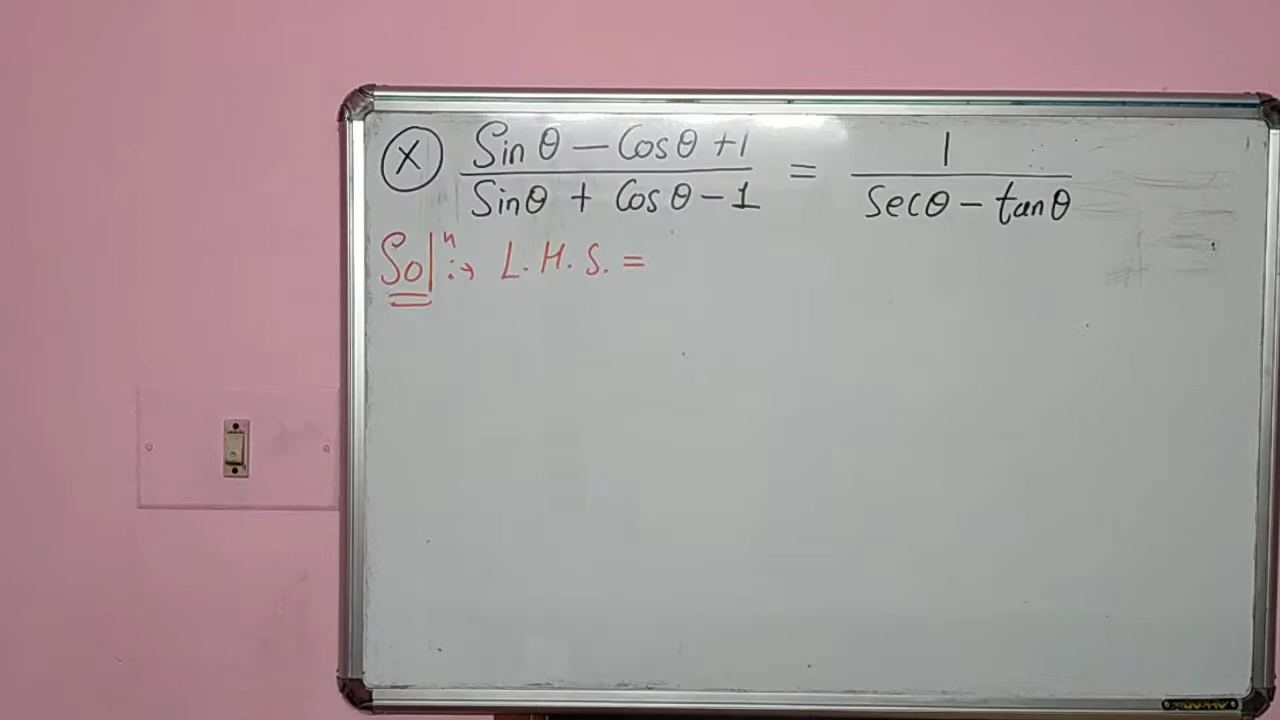 Ⓧ (Sinθ − Cosθ + 1) / (Sinθ + Cosθ − 1) = 1 / (secθ − tanθ)
Solⁿ :→ L.H.S. =